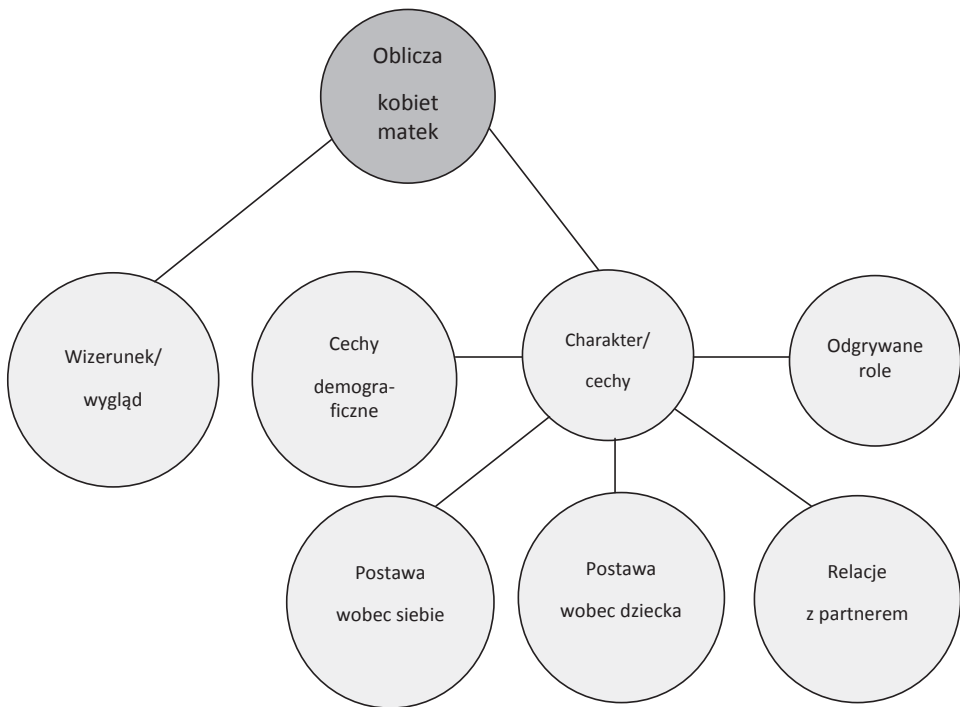 Oblicza
kobiet
matek
Wizerunek/
wygląd
Cechy
demogra-
ficzne
Charakter/
cechy
Odgrywane
role
Postawa
wobec siebie
Postawa
wobec dziecka
Relacje
z partnerem